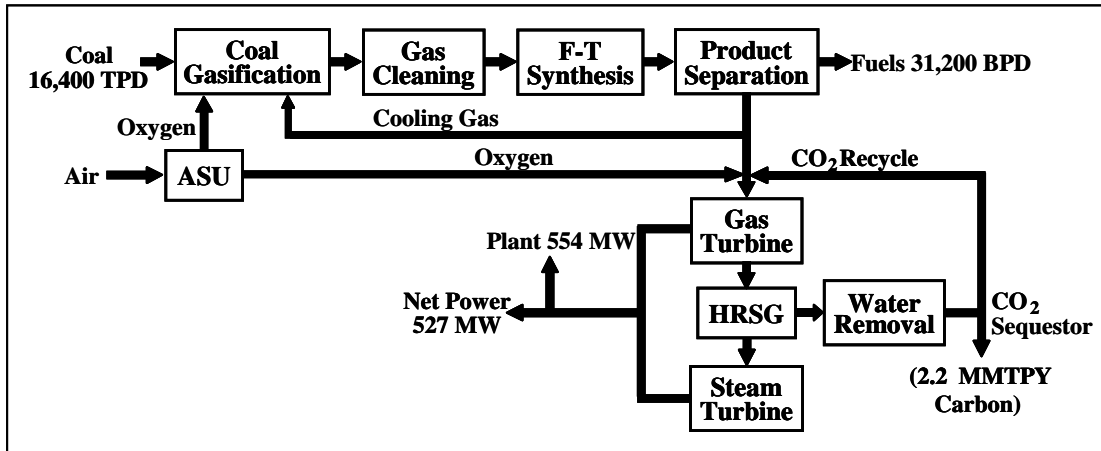 Coal
16,400 TPD
Coal
Gasification
Gas
Cleaning
F-T
Synthesis
Product
Separation
Fuels 31,200 BPD
Cooling Gas
Oxygen
Air
ASU
Oxygen
CO2 Recycle
Gas
Turbine
Plant 554 MW
Net Power
527 MW
HRSG
Water
Removal
CO2
Sequestor
Steam
Turbine
(2.2 MMTPY
Carbon)